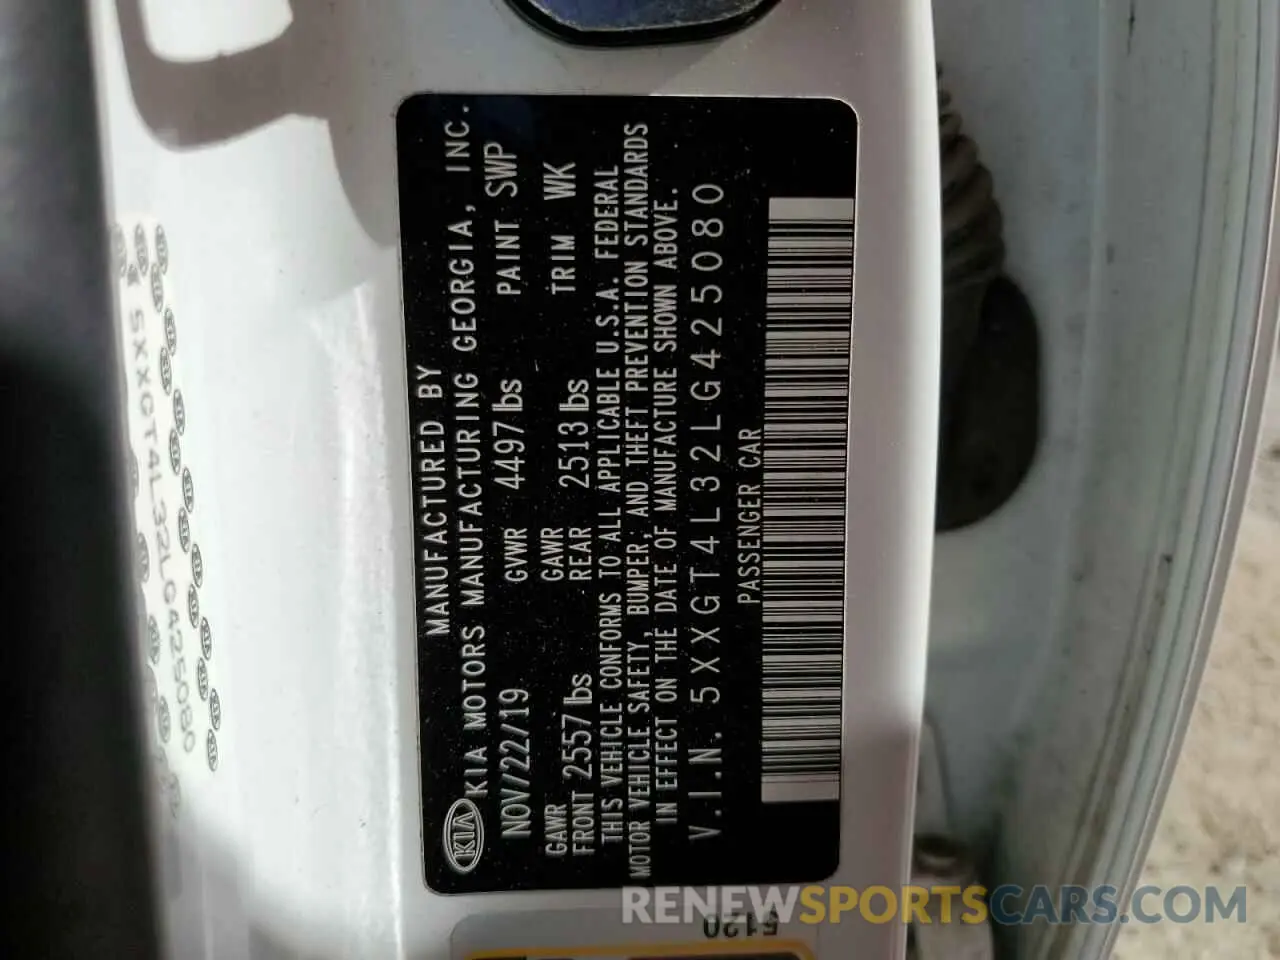 MANUFACTURED BY
KIA KIA MOTORS MANUFACTURING GEORGIA, INC.
NOV/22/19 GVWR 4497 lbs PAINT SWP
GAWR FRONT 2557 lbs GAWR REAR 2513 lbs TRIM WK
THIS VEHICLE CONFORMS TO ALL APPLICABLE U.S.A. FEDERAL
MOTOR VEHICLE SAFETY, BUMPER, AND THEFT PREVENTION STANDARDS
IN EFFECT ON THE DATE OF MANUFACTURE SHOWN ABOVE.
V.I.N. 5XXGT4L32LG425080
PASSENGER CAR
5XXGT4L32LG425080
5120
RENEWSPORTSCARS.COM